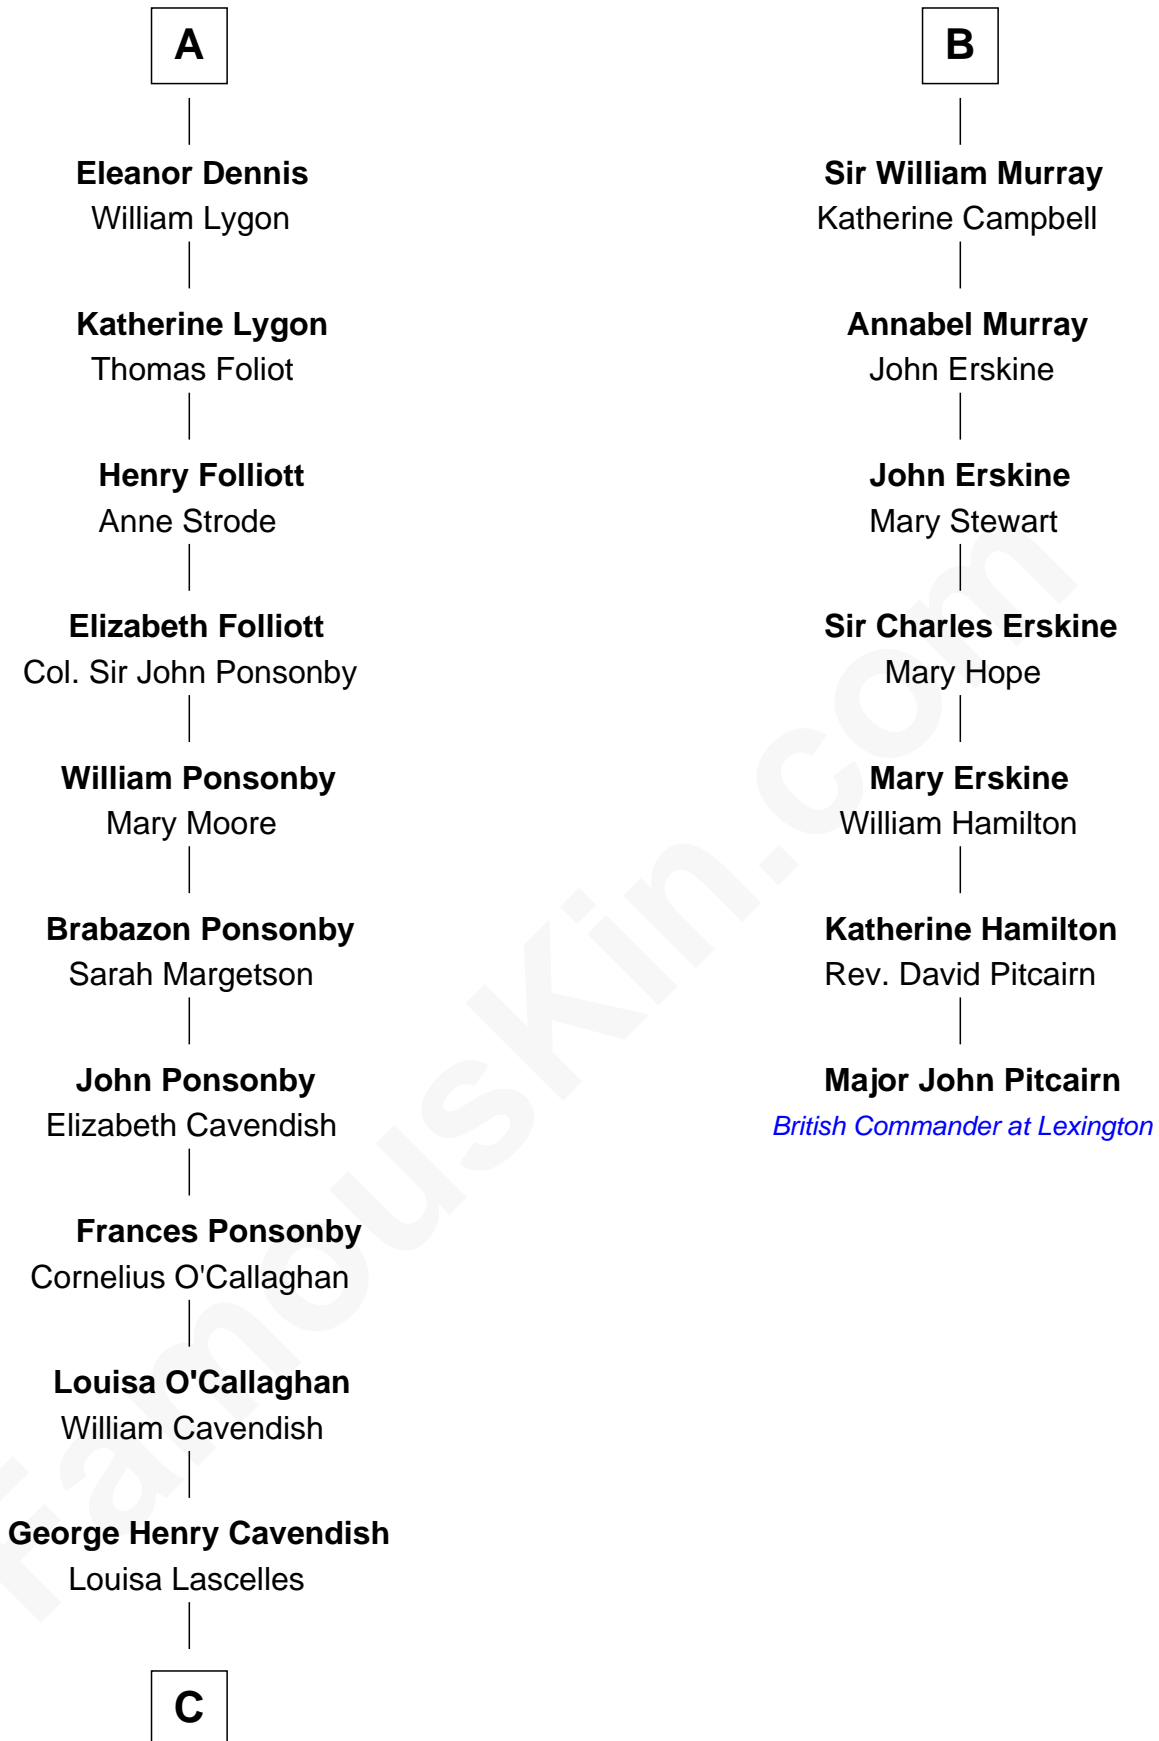 A
Eleanor Dennis
William Lygon
Katherine Lygon
Thomas Foliot
Henry Folliott
Anne Strode
Elizabeth Folliott
Col. Sir John Ponsonby
William Ponsonby
Mary Moore
Brabazon Ponsonby
Sarah Margetson
John Ponsonby
Elizabeth Cavendish
Frances Ponsonby
Cornelius O'Callaghan
Louisa O'Callaghan
William Cavendish
George Henry Cavendish
Louisa Lascelles
C
B
Sir William Murray
Katherine Campbell
Annabel Murray
John Erskine
John Erskine
Mary Stewart
Sir Charles Erskine
Mary Hope
Mary Erskine
William Hamilton
Katherine Hamilton
Rev. David Pitcairn
Major John Pitcairn
British Commander at Lexington
FamousKin.com